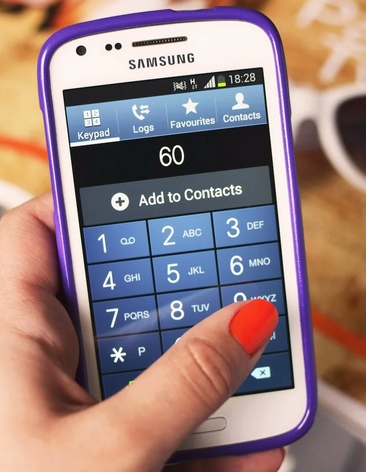 SAMSUNG
H 18:28
Keypad Logs Favourites Contacts
60
Add to Contacts
1 2 ABC 3 DEF
4 GHI 5 JKL 6 MNO
7 PQRS 8 TUV 9 WXYZ
* P